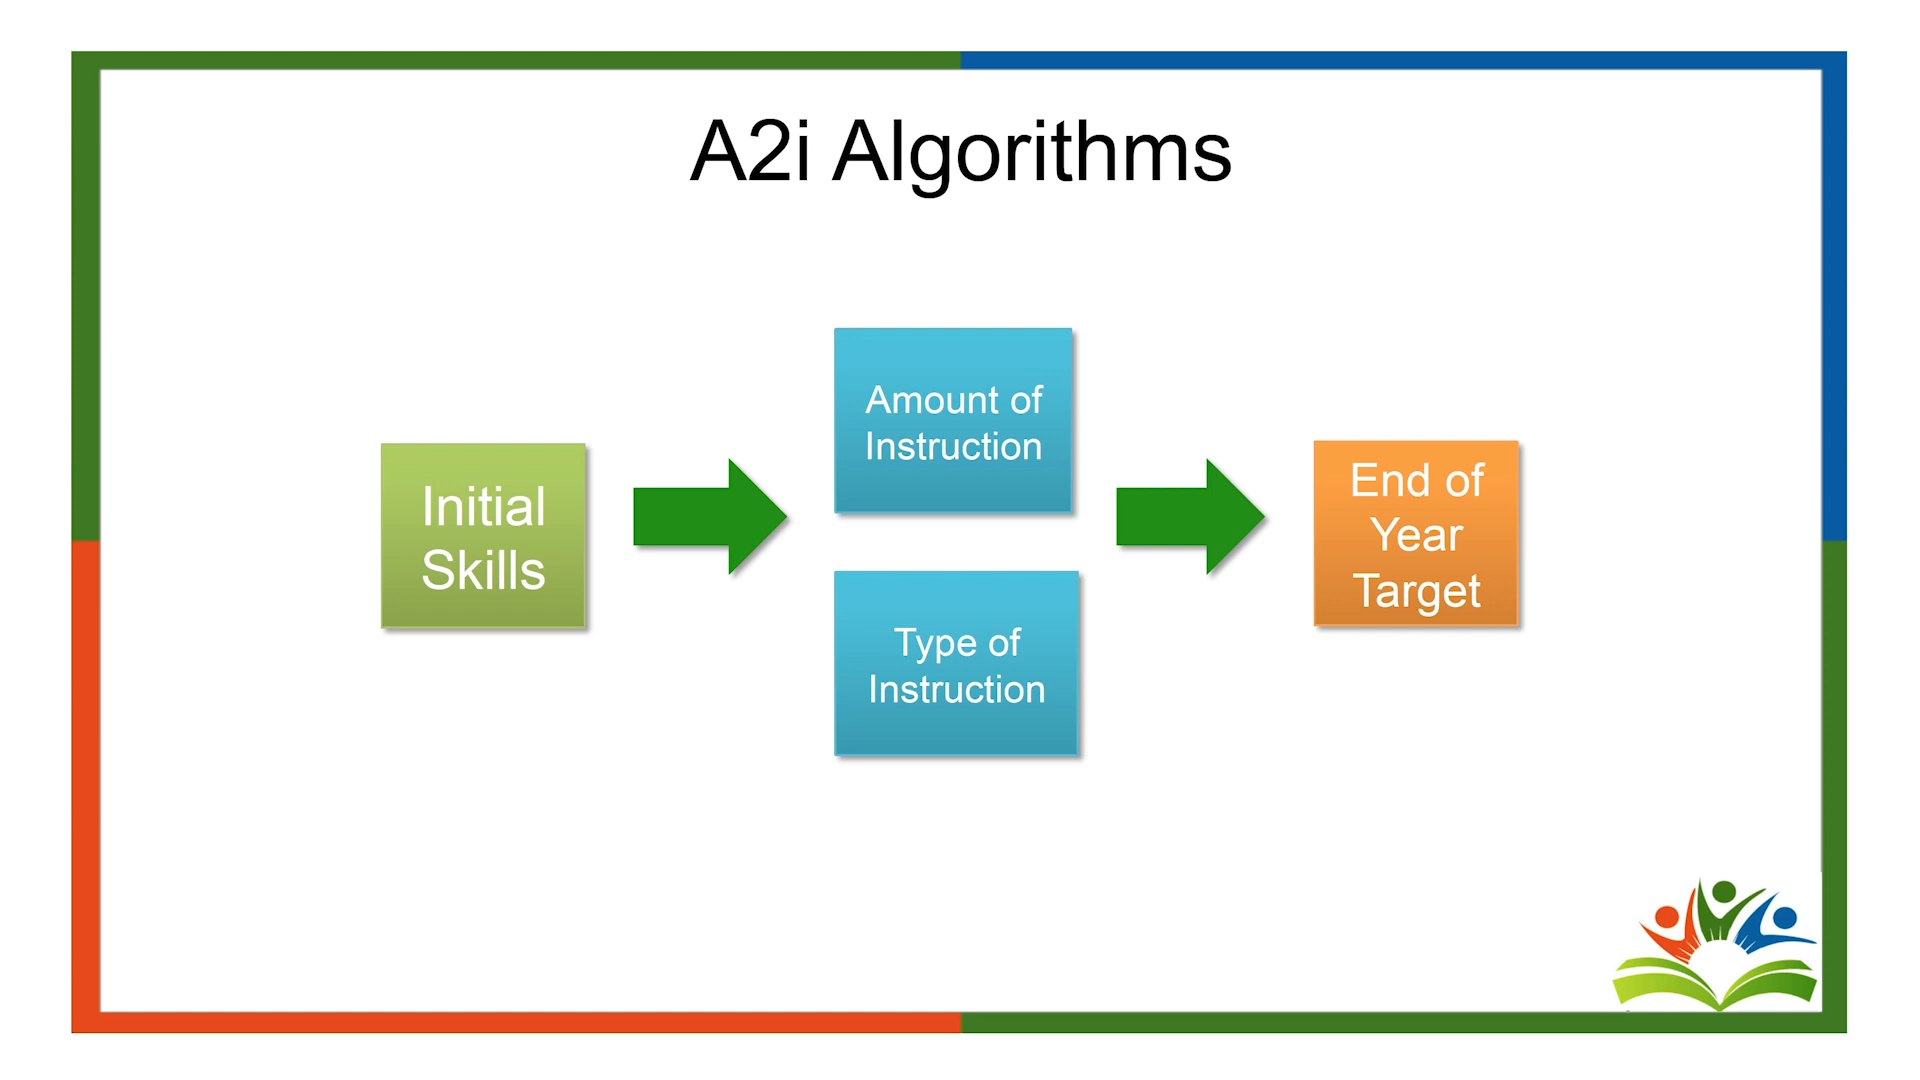 A2i Algorithms
Initial
Skills
Amount of
Instruction
Type of
Instruction
End of
Year
Target